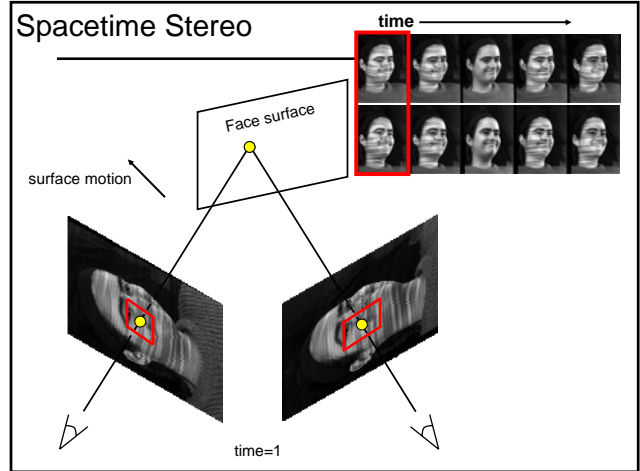 Spacetime Stereo
time
Face surface
surface motion
time=1